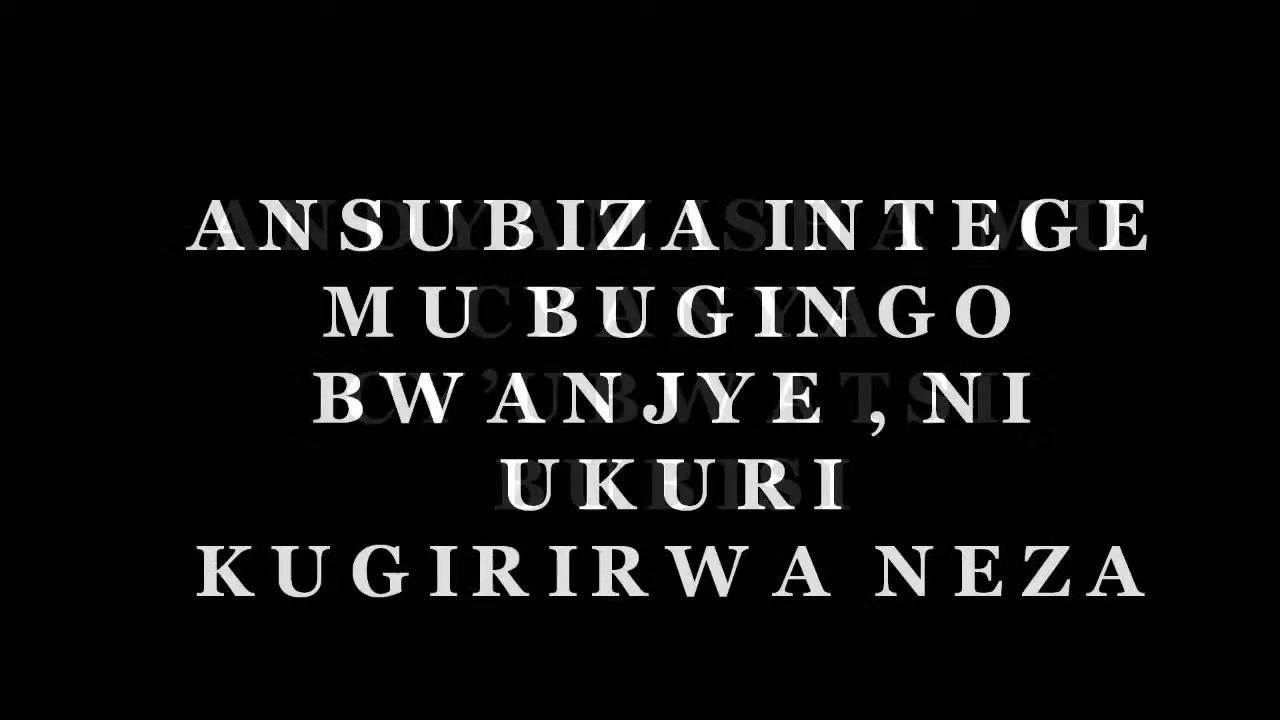 ANSUBIZA INTEGE
MU BUGINGO
BWANJYE , NI
UKURI
KUGIRIRWA NEZA